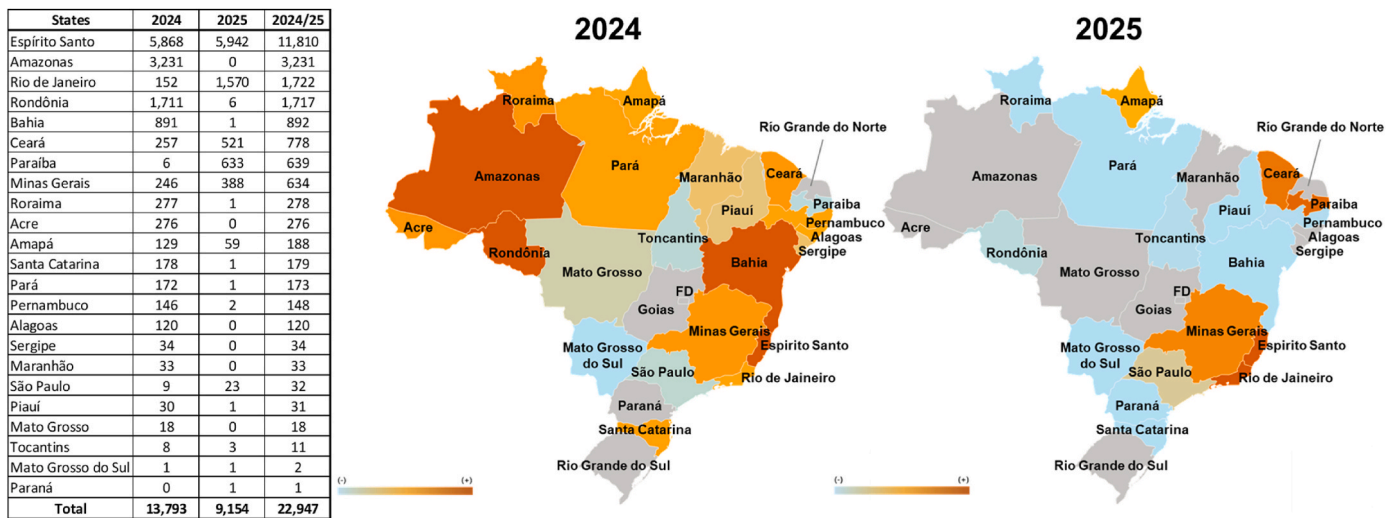 States 2024 2025 2024/25
Espírito Santo 5,868 5,942 11,810
Amazonas 3,231 0 3,231
Rio de Janeiro 152 1,570 1,722
Rondônia 1,711 6 1,717
Bahia 891 1 892
Ceará 257 521 778
Paraíba 6 633 639
Minas Gerais 246 388 634
Roraima 277 1 278
Acre 276 0 276
Amapá 129 59 188
Santa Catarina 178 1 179
Pará 172 1 173
Pernambuco 146 2 148
Alagoas 120 0 120
Sergipe 34 0 34
Maranhão 33 0 33
São Paulo 9 23 32
Piauí 30 1 31
Mato Grosso 18 0 18
Tocantins 8 3 11
Mato Grosso do Sul 1 1 2
Paraná 0 1 1
Total 13,793 9,154 22,947
2024
Roraima
Amapá
Rio Grande do Norte
Amazonas
Pará
Maranhão
Ceará
Paraiba
Piauí
Pernambuco
Acre
Alagoas
Toncantins
Sergipe
Rondônia
Bahia
Mato Grosso
FD
Goias
Minas Gerais
Espirito Santo
Mato Grosso
do Sul
São Paulo
Rio de Jaineiro
Paraná
Santa Catarina
Rio Grande do Sul
(-) (+)
2025
Roraima
Amapá
Rio Grande do Norte
Amazonas
Pará
Maranhão
Ceará
Paraiba
Piauí
Pernambuco
Acre
Alagoas
Toncantins
Sergipe
Rondônia
Bahia
Mato Grosso
FD
Goias
Minas Gerais
Espirito Santo
Mato Grosso
do Sul
São Paulo
Rio de Jaineiro
Paraná
Santa Catarina
Rio Grande do Sul
(-) (+)